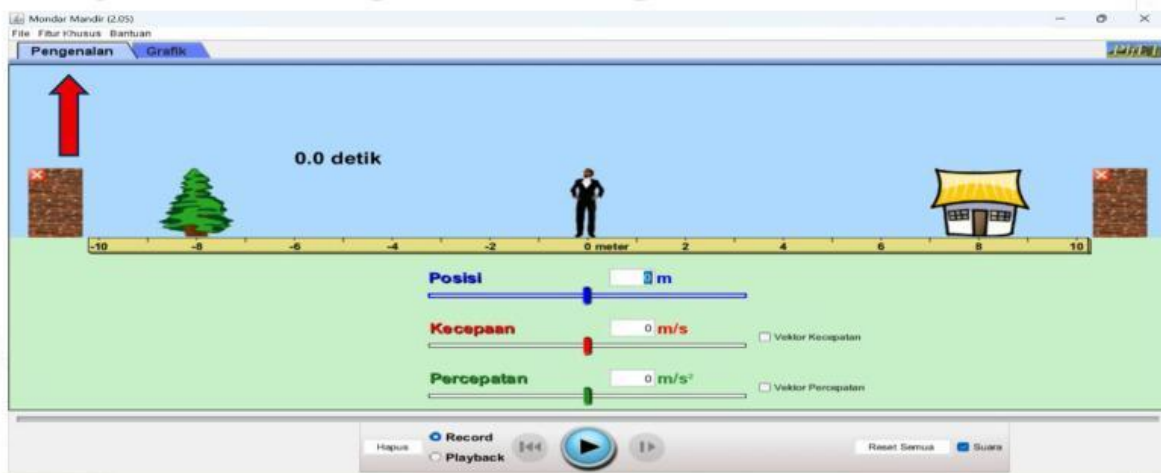 Mondar Mandir (2.05)
File Fitur Khusus Bantuan
Pengenalan Grafik
0.0 detik
-10 -8 -6 -4 -2 0 meter 2 4 6 8 10
Posisi 0 m
Kecepaan 0 m/s
Vektor Kecepatan
Percepatan 0 m/s²
Vektor Percepatan
Hapus
Record
Playback
Reset Semua
Suara